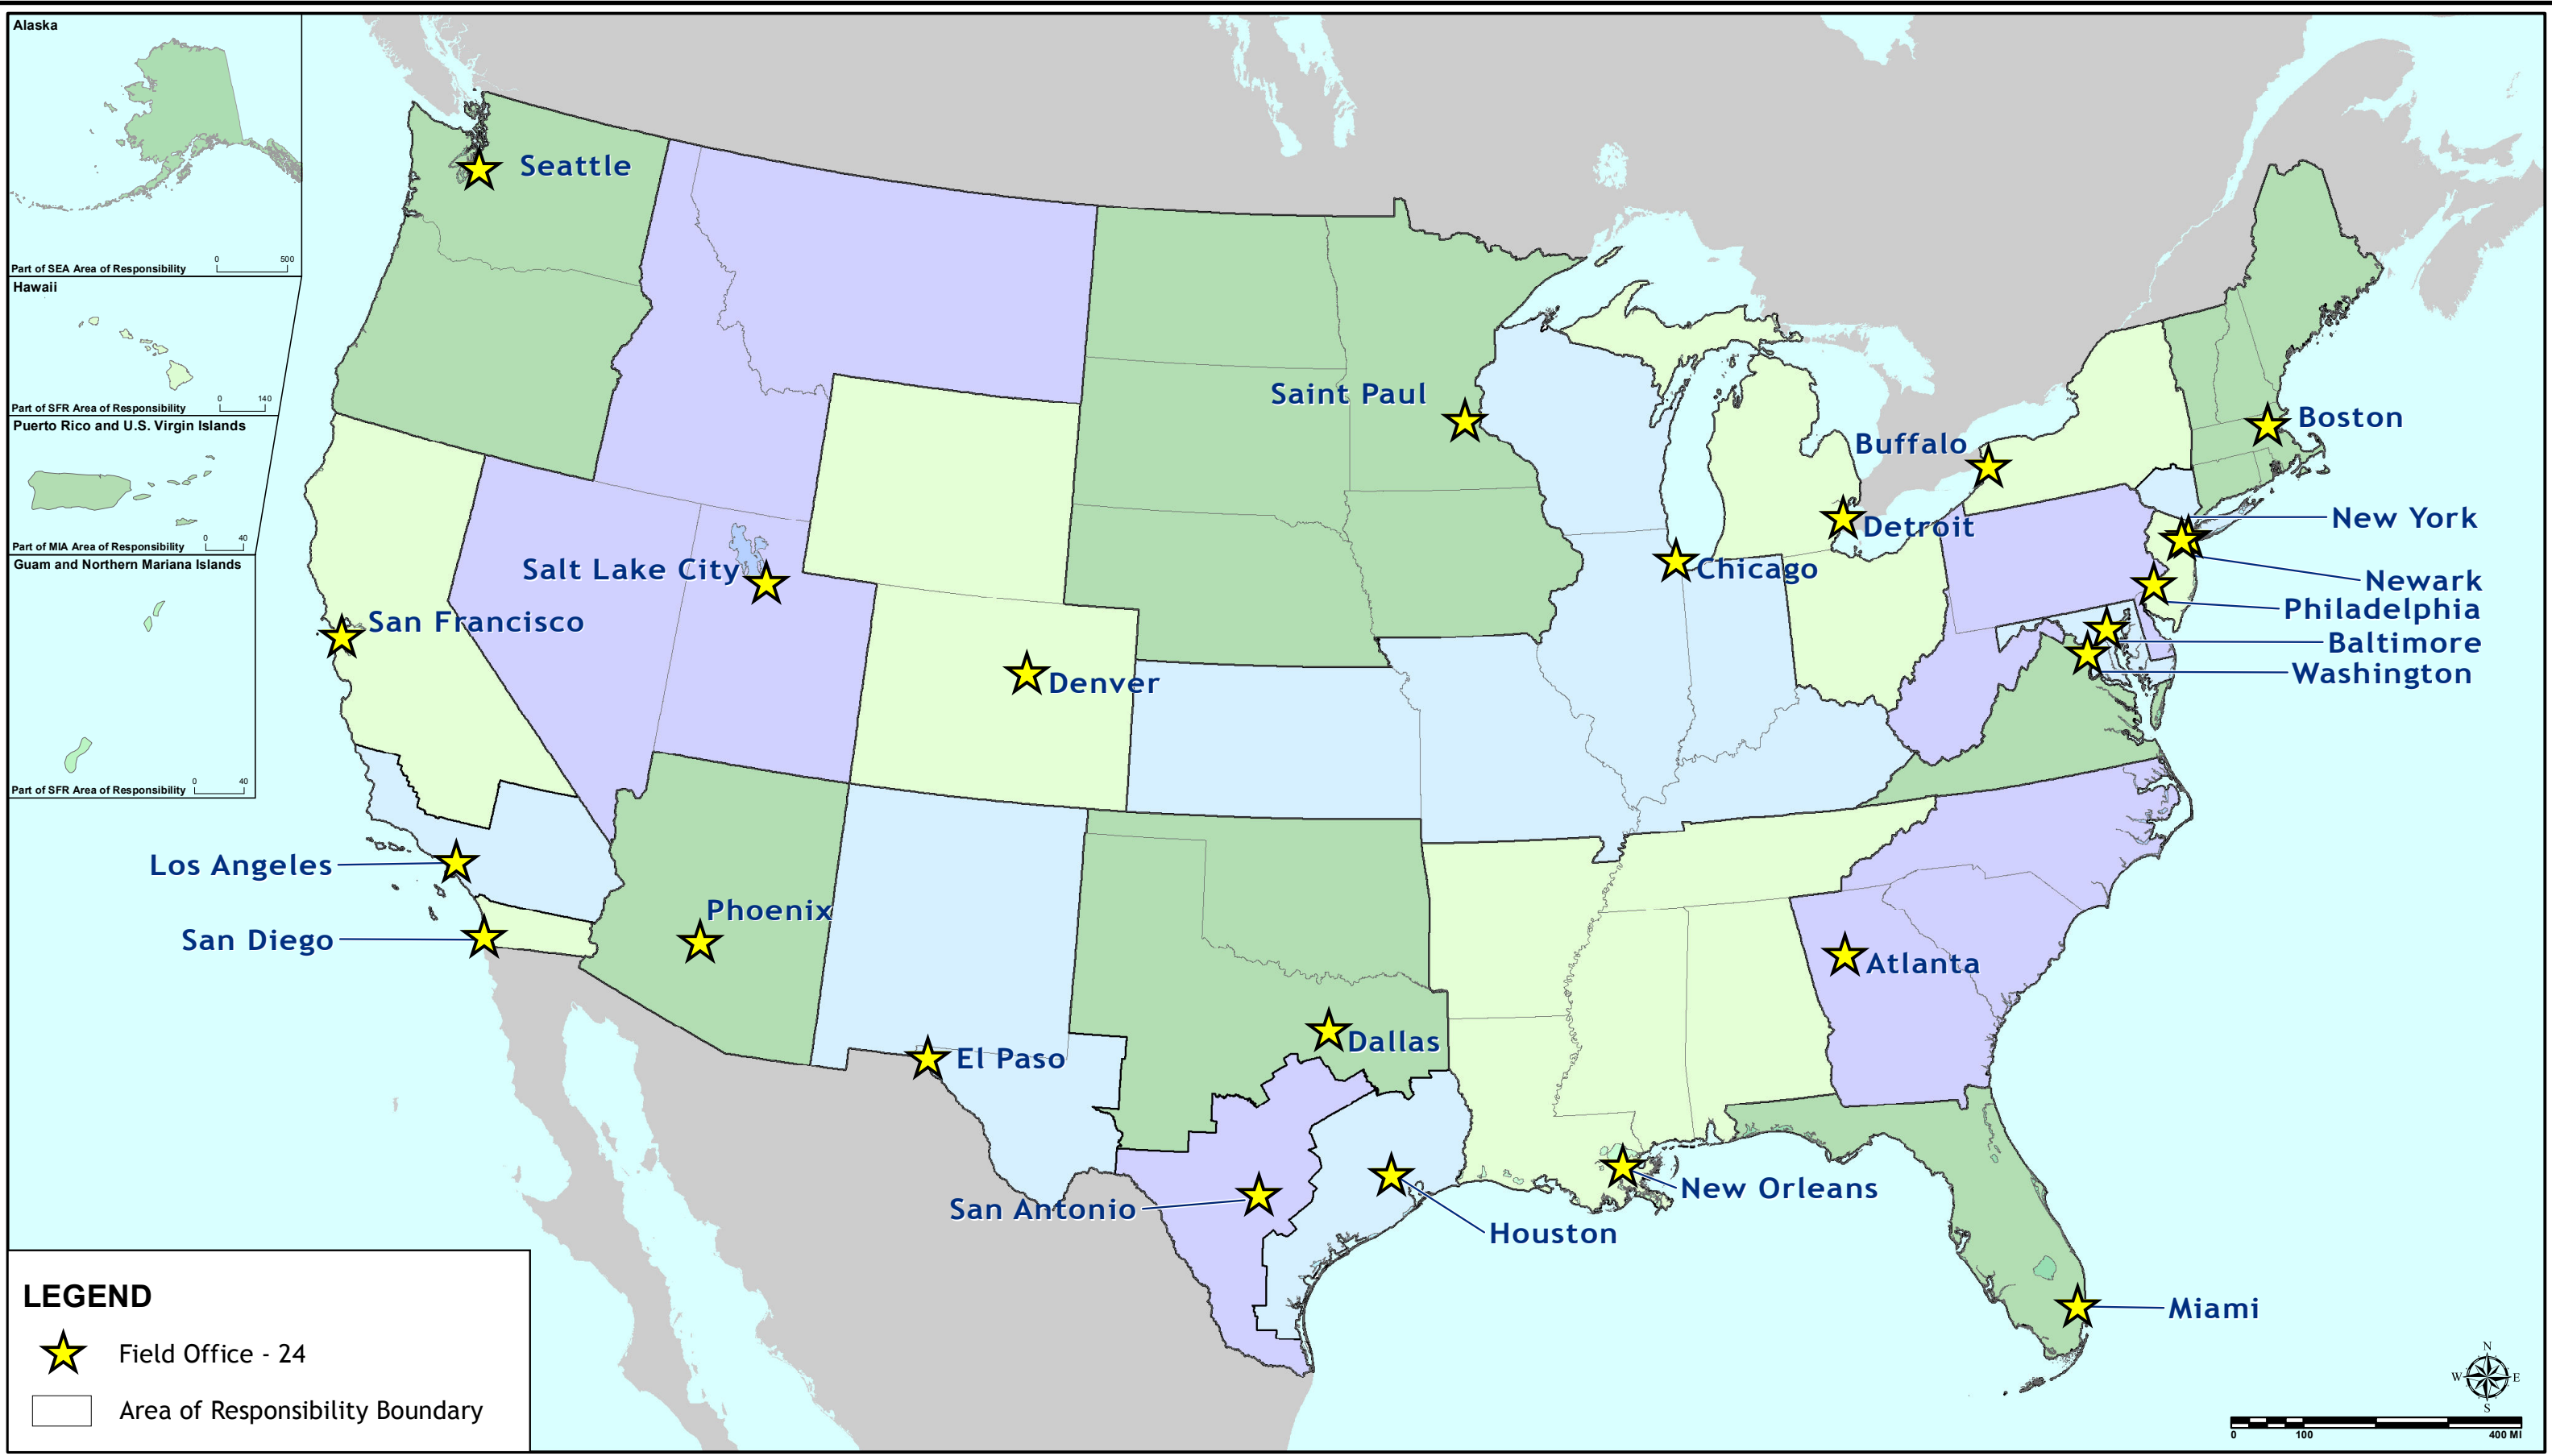 Alaska
0 500
Part of SEA Area of Responsibility
Hawaii
0 140
Part of SFR Area of Responsibility
Puerto Rico and U.S. Virgin Islands
0 40
Part of MIA Area of Responsibility
Guam and Northern Mariana Islands
0 40
Part of SFR Area of Responsibility
Seattle
Saint Paul
Boston
Buffalo
New York
Detroit
Salt Lake City
Chicago
Newark
Philadelphia
San Francisco
Baltimore
Washington
Denver
Los Angeles
Phoenix
San Diego
Atlanta
Dallas
El Paso
New Orleans
San Antonio
Houston
Miami
LEGEND
Field Office - 24
Area of Responsibility Boundary
N
W E
S
0 100 400 MI